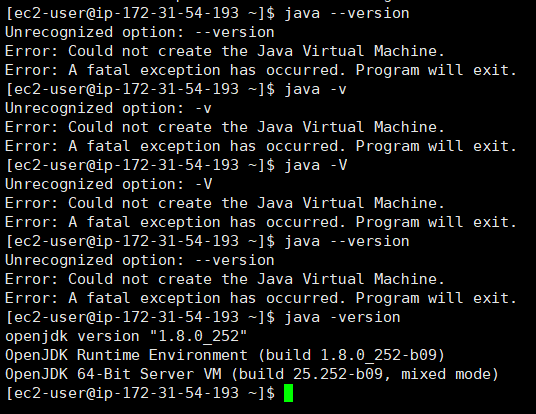 [ec2-user@ip-172-31-54-193 ~]$ java --version
Unrecognized option: --version
Error: Could not create the Java Virtual Machine.
Error: A fatal exception has occurred. Program will exit.
[ec2-user@ip-172-31-54-193 ~]$ java -v
Unrecognized option: -v
Error: Could not create the Java Virtual Machine.
Error: A fatal exception has occurred. Program will exit.
[ec2-user@ip-172-31-54-193 ~]$ java -V
Unrecognized option: -V
Error: Could not create the Java Virtual Machine.
Error: A fatal exception has occurred. Program will exit.
[ec2-user@ip-172-31-54-193 ~]$ java --version
Unrecognized option: --version
Error: Could not create the Java Virtual Machine.
Error: A fatal exception has occurred. Program will exit.
[ec2-user@ip-172-31-54-193 ~]$ java -version
openjdk version "1.8.0_252"
OpenJDK Runtime Environment (build 1.8.0_252-b09)
OpenJDK 64-Bit Server VM (build 25.252-b09, mixed mode)
[ec2-user@ip-172-31-54-193 ~]$